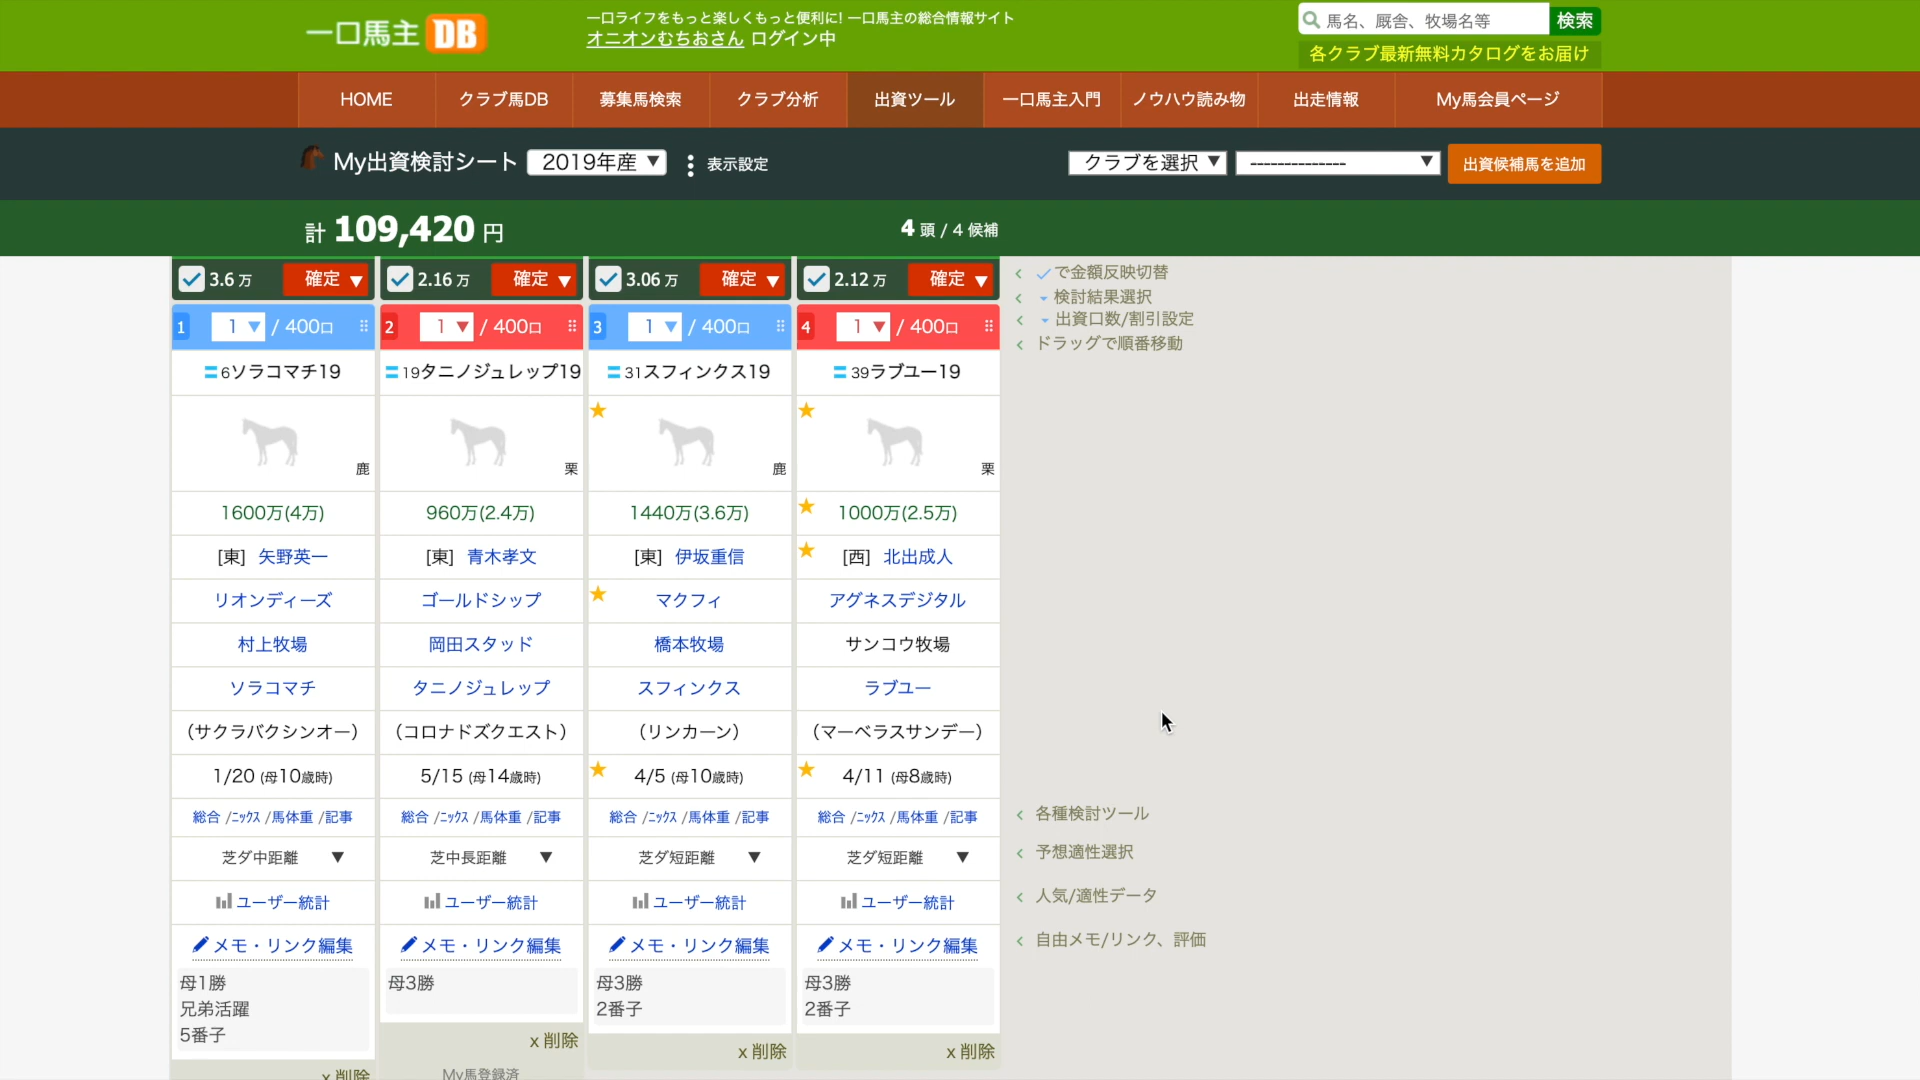 一口馬主DB
一口ライフをもっと楽しくもっと便利に! 一口馬主の総合情報サイト
オニオンむちおさん ログイン中
馬名、厩舎、牧場名等 検索
各クラブ最新無料カタログをお届け
HOME クラブ馬DB 募集馬検索 クラブ分析 出資ツール 一口馬主入門 ノウハウ読み物 出走情報 My馬会員ページ
My出資検討シート 2019年産 ▼ 表示設定 クラブを選択 ▼ -------------- ▼ 出資候補馬を追加
計 109,420 円 4 頭 / 4 候補
3.6 万 確定 ▼ 2.16 万 確定 ▼ 3.06 万 確定 ▼ 2.12 万 確定 ▼ < ✓で金額反映切替
< 検討結果選択
1 1 ▼ / 400口 2 1 ▼ / 400口 3 1 ▼ / 400口 4 1 ▼ / 400口 < 出資口数/割引設定
< ドラッグで順番移動
6ソラコマチ19 19タニノジュレップ19 31スフィンクス19 39ラブユー19
鹿 栗 鹿 栗
1600万(4万) 960万(2.4万) 1440万(3.6万) 1000万(2.5万)
[東] 矢野英一 [東] 青木孝文 [東] 伊坂重信 [西] 北出成人
リオンディーズ ゴールドシップ マクフィ アグネスデジタル
村上牧場 岡田スタッド 橋本牧場 サンコウ牧場
ソラコマチ タニノジュレップ スフィンクス ラブユー
(サクラバクシンオー) (コロナドズクエスト) (リンカーン) (マーベラスサンデー)
1/20 (母10歳時) 5/15 (母14歳時) 4/5 (母10歳時) 4/11 (母8歳時)
総合 /ニックス /馬体重 /記事 総合 /ニックス /馬体重 /記事 総合 /ニックス /馬体重 /記事 総合 /ニックス /馬体重 /記事 < 各種検討ツール
芝ダ中距離 ▼ 芝中長距離 ▼ 芝ダ短距離 ▼ 芝ダ短距離 ▼ < 予想適性選択
ユーザー統計 ユーザー統計 ユーザー統計 ユーザー統計 < 人気/適性データ
メモ・リンク編集 メモ・リンク編集 メモ・リンク編集 メモ・リンク編集 < 自由メモ/リンク、評価
母1勝 母3勝 母3勝 母3勝
兄弟活躍 2番子 2番子
5番子
x 削除 x 削除 x 削除
x 削除 My馬登録済